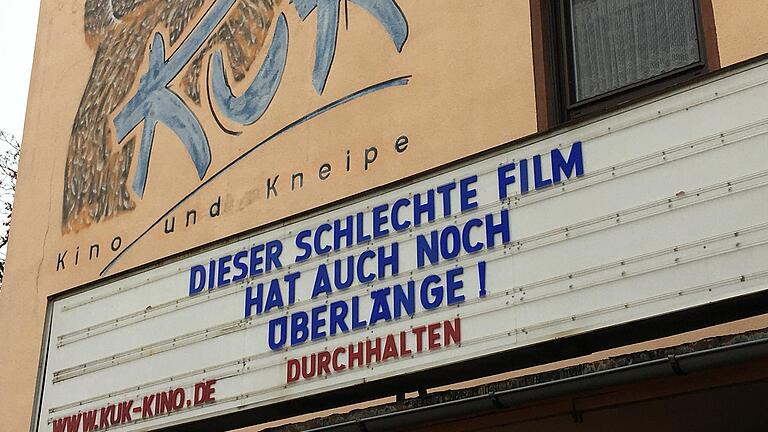 KUK
Kino und Kneipe
DIESER SCHLECHTE FILM
HAT AUCH NOCH
ÜBERLÄNGE !
DURCHHALTEN
WWW.KUK-KINO.DE